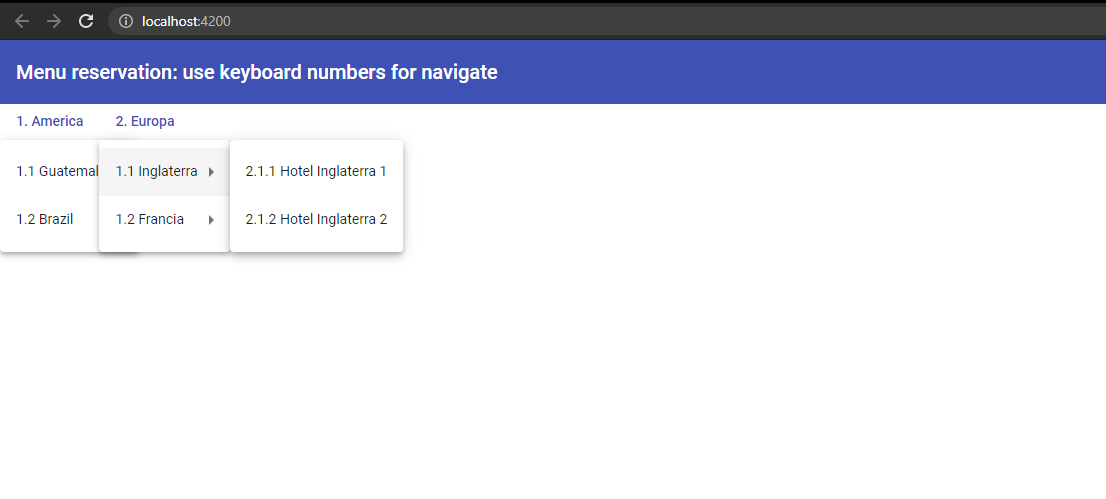 localhost:4200
Menu reservation: use keyboard numbers for navigate
1. America 2. Europa
1.1 Guatemal 1.1 Inglaterra 2.1.1 Hotel Inglaterra 1
1.2 Brazil 1.2 Francia 2.1.2 Hotel Inglaterra 2